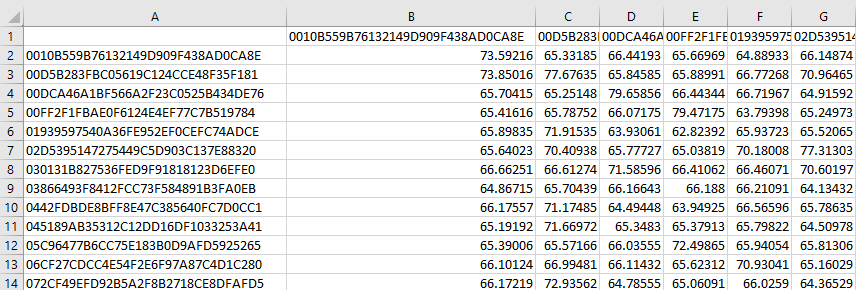 A B C D E F G
1 0010B559B76132149D909F438AD0CA8E 00D5B283I 00DCA46A 00FF2F1FE 019395975 02D539514
2 0010B559B76132149D909F438AD0CA8E 73.59216 65.33185 66.44193 65.66969 64.88933 66.14874
3 00D5B283FBC05619C124CCE48F35F181 73.85016 77.67635 65.84585 65.88991 66.77268 70.96465
4 00DCA46A1BF566A2F23C0525B434DE76 65.70415 65.25148 79.65856 66.44344 66.71967 64.91592
5 00FF2F1FBAE0F6124E4EF77C7B519784 65.41616 65.78752 66.07175 79.47175 63.79398 65.24973
6 01939597540A36FE952EF0CEFC74ADCE 65.89835 71.91535 63.93061 62.82392 65.93723 65.52065
7 02D5395147275449C5D903C137E88320 65.64023 70.40938 65.77727 65.03819 70.18008 77.31303
8 030131B827536FED9F91818123D6EFE0 66.66251 66.61274 71.58596 66.41062 66.46071 70.60197
9 03866493F8412FCC73F584891B3FA0EB 64.86715 65.70439 66.16643 66.188 66.21091 64.13432
10 0442FDBDE8BFF8E47C385640FC7D0CC1 66.17557 71.17485 64.49448 63.94925 66.56596 65.78635
11 045189AB35312C12DD16DF1033253A41 65.19192 71.66972 65.3483 65.37913 65.79822 64.50978
12 05C96477B6CC75E183B0D9AFD5925265 65.39006 65.57166 66.03555 72.49865 65.94054 65.81306
13 06CF27CDCC4E54F2E6F97A87C4D1C280 66.10124 66.99481 66.11432 65.62312 70.93041 65.16029
14 072CF49EFD92B5A2F8B2718CE8DFAFD5 66.17219 72.93562 64.78555 65.06091 66.0259 64.36529